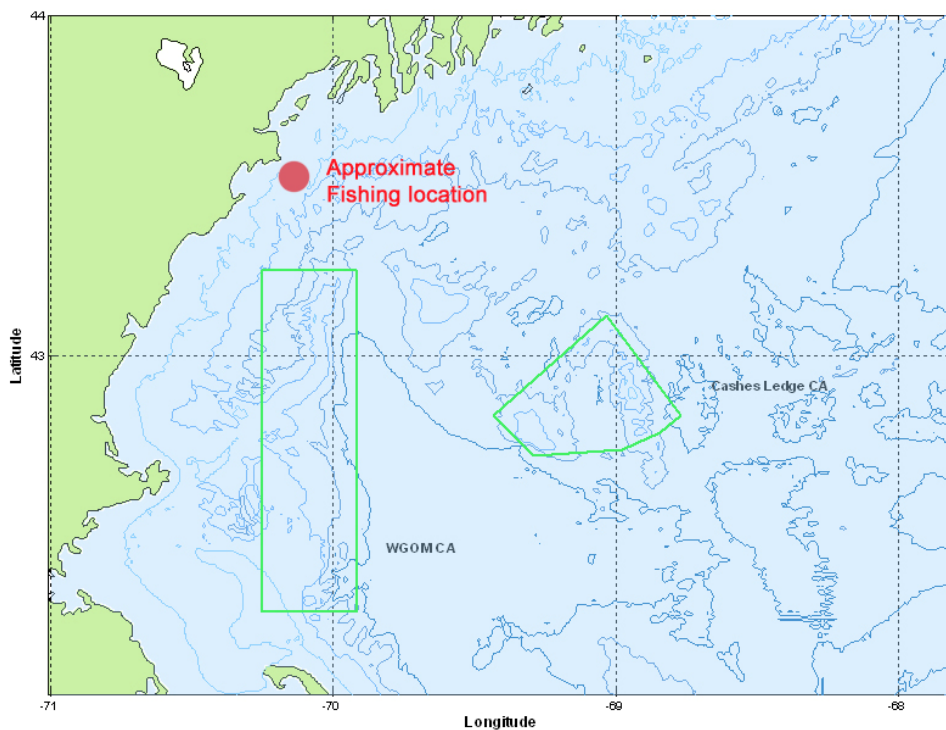 44
Approximate
Fishing location
43
Latitude
Cashes Ledge CA
WGOM CA
-71
-70
-69
-68
Longitude